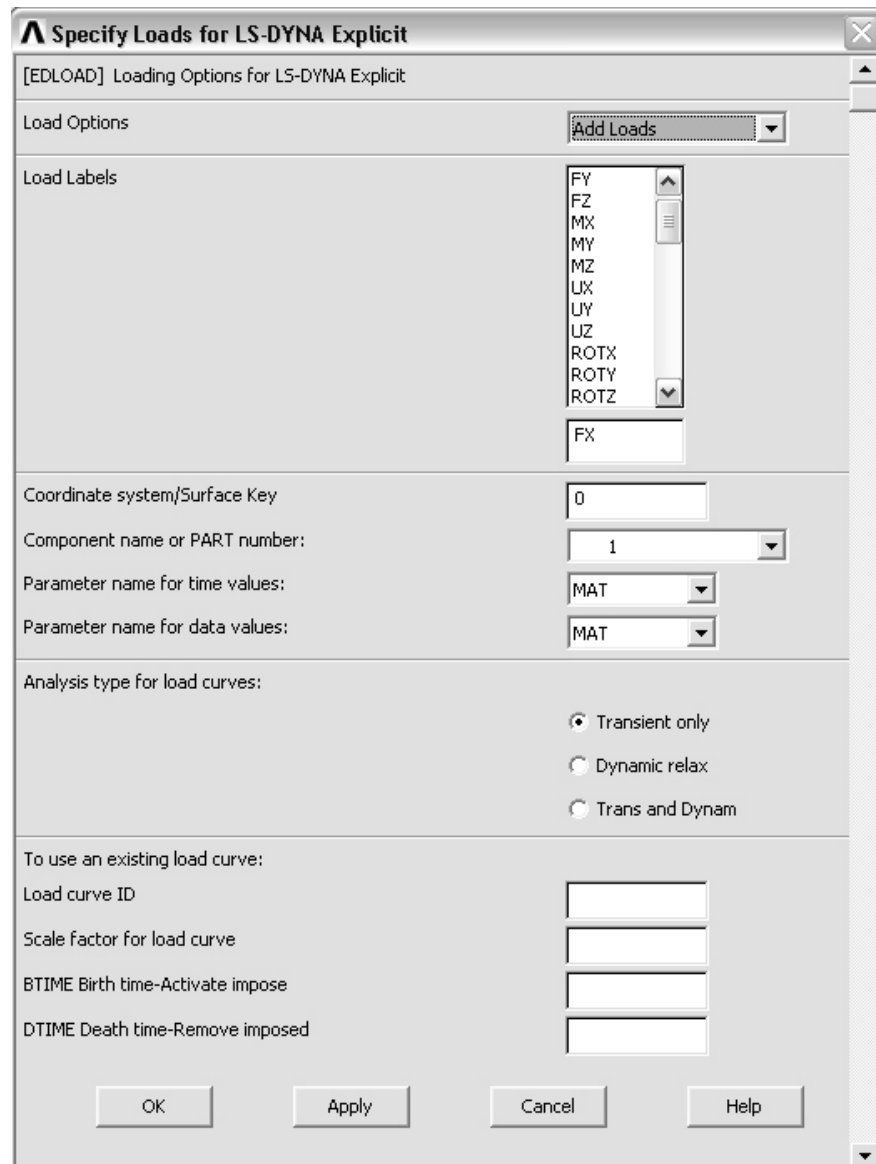 Specify Loads for LS-DYNA Explicit
[EDLOAD] Loading Options for LS-DYNA Explicit
Load Options
Add Loads
Load Labels
FY
FZ
MX
MY
MZ
UX
UY
UZ
ROTX
ROTY
ROTZ
FX
Coordinate system/Surface Key
0
Component name or PART number:
1
Parameter name for time values:
MAT
Parameter name for data values:
MAT
Analysis type for load curves:
Transient only
Dynamic relax
Trans and Dynam
To use an existing load curve:
Load curve ID
Scale factor for load curve
BTIME Birth time-Activate impose
DTIME Death time-Remove imposed
OK Apply Cancel Help